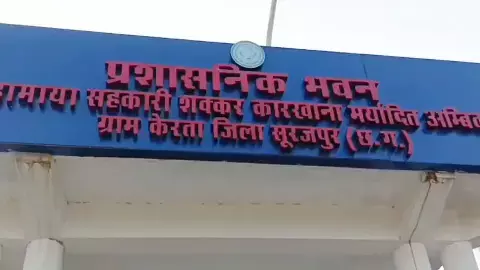 प्रशासनिक भवन
सहकारी शक्कर कारखाना मर्यादित
ग्राम केरता जिला सूरजपुर (छ.ग.)